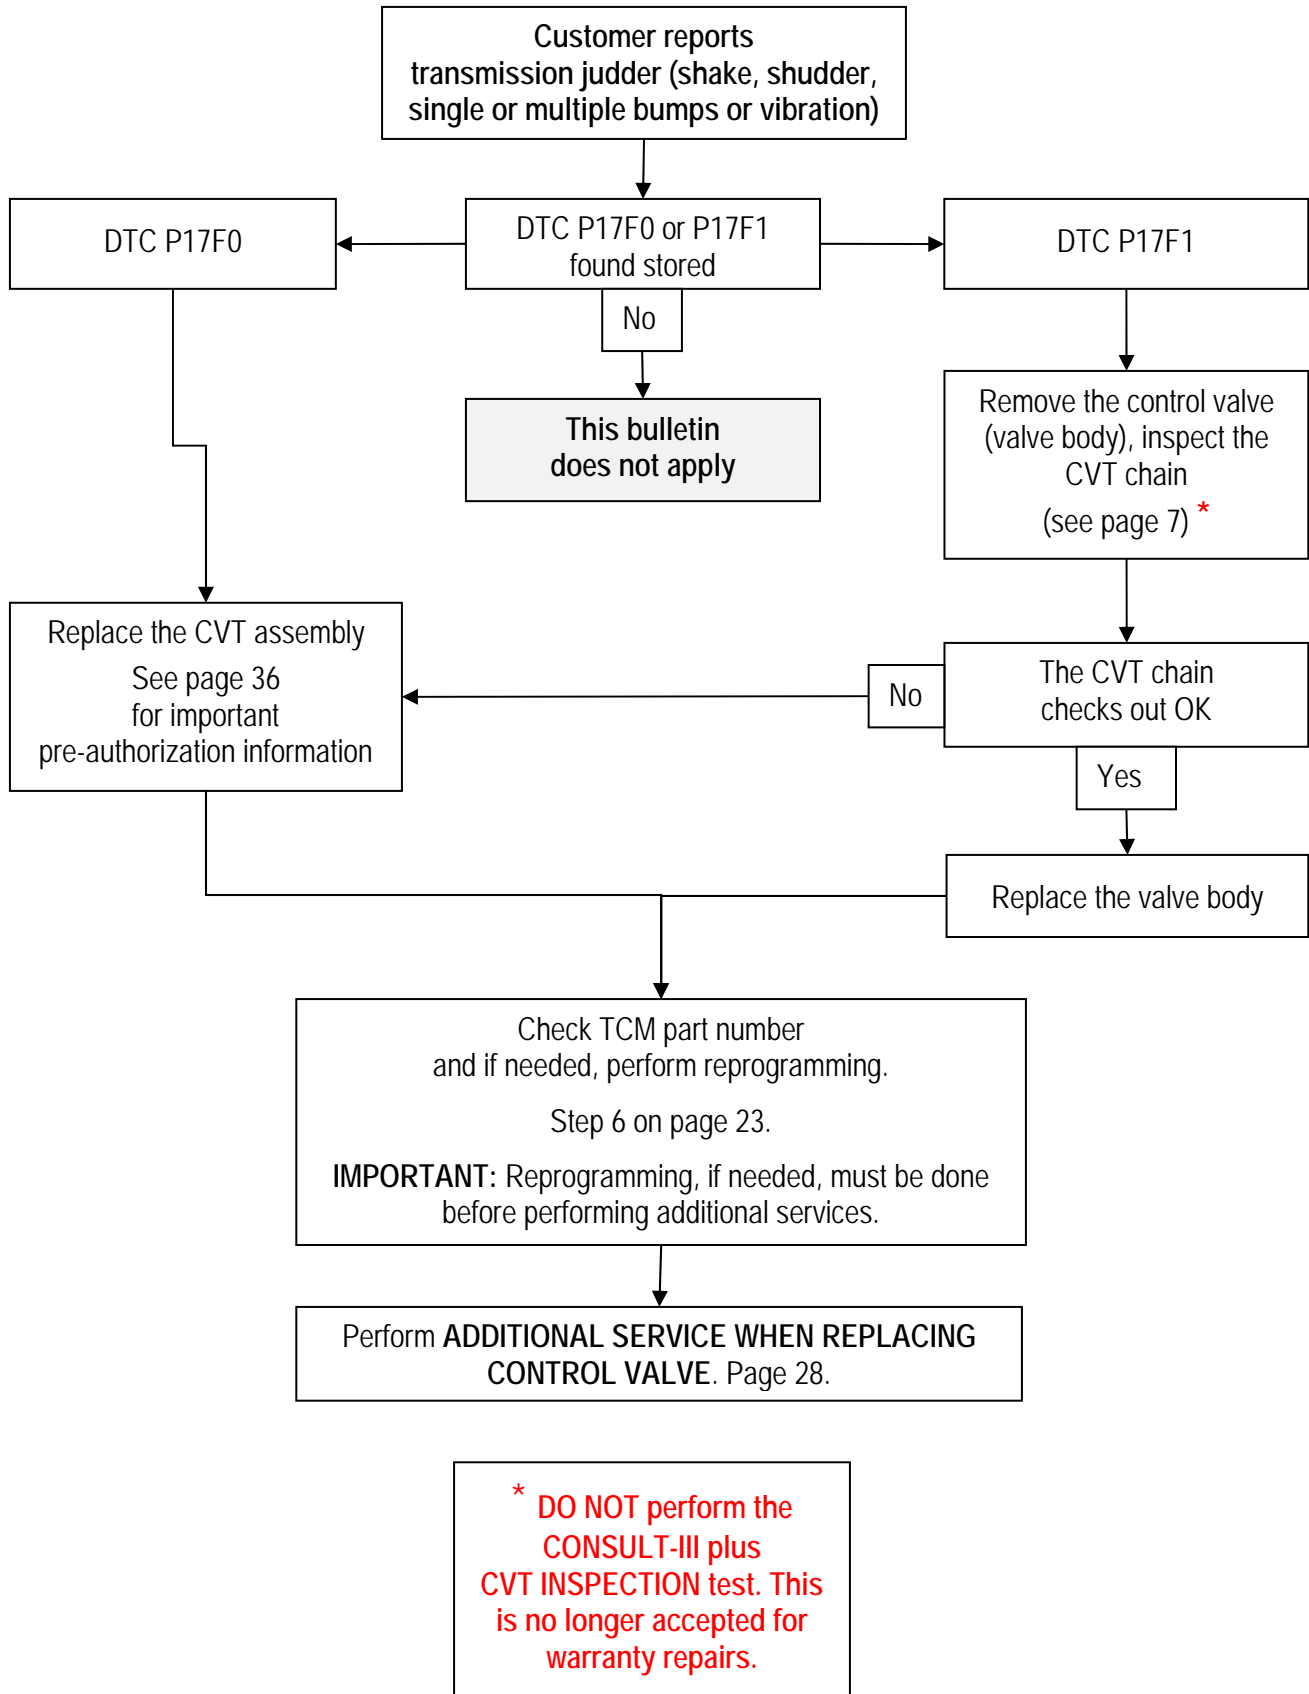 Customer reports
transmission judder (shake, shudder,
single or multiple bumps or vibration)
DTC P17F0
DTC P17F0 or P17F1
found stored
DTC P17F1
No
This bulletin
does not apply
Remove the control valve
(valve body), inspect the
CVT chain
(see page 7) *
Replace the CVT assembly
See page 36
for important
pre-authorization information
No
The CVT chain
checks out OK
Yes
Replace the valve body
Check TCM part number
and if needed, perform reprogramming.
Step 6 on page 23.
IMPORTANT: Reprogramming, if needed, must be done
before performing additional services.
Perform ADDITIONAL SERVICE WHEN REPLACING
CONTROL VALVE. Page 28.
* DO NOT perform the
CONSULT-III plus
CVT INSPECTION test. This
is no longer accepted for
warranty repairs.